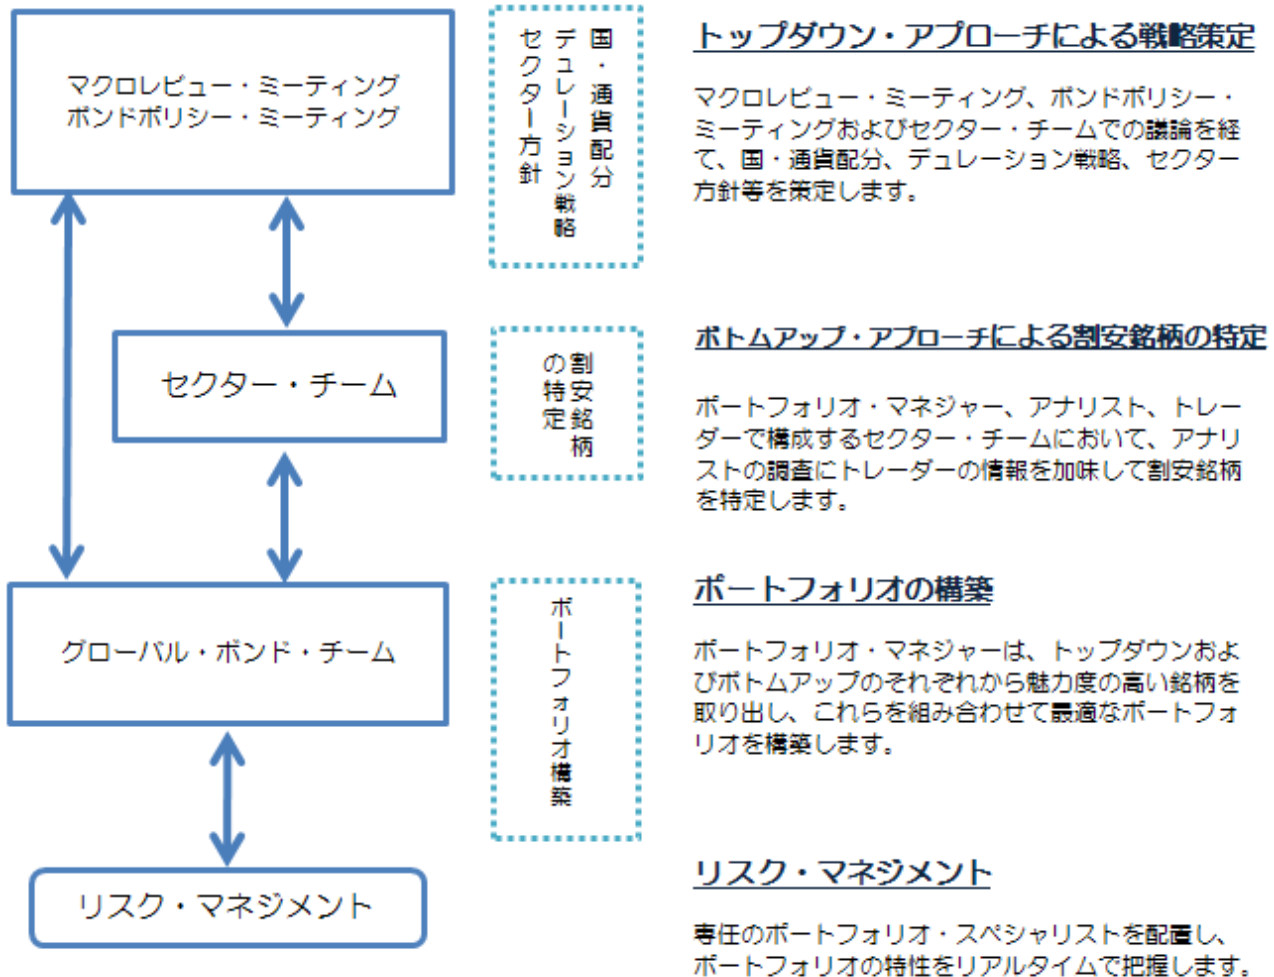 マクロレビュー・ミーティング
ボンドポリシー・ミーティング
国・通貨配分
デュレーション戦略
セクター方針
トップダウン・アプローチによる戦略策定
マクロレビュー・ミーティング、ボンドポリシー・
ミーティングおよびセクター・チームでの議論を経
て、国・通貨配分、デュレーション戦略、セクター
方針等を策定します。
セクター・チーム
割安銘柄
の特定
ボトムアップ・アプローチによる割安銘柄の特定
ポートフォリオ・マネジャー、アナリスト、トレー
ダーで構成するセクター・チームにおいて、アナリ
ストの調査にトレーダーの情報を加味して割安銘柄
を特定します。
グローバル・ボンド・チーム
ポートフォリオ構築
ポートフォリオの構築
ポートフォリオ・マネジャーは、トップダウンおよ
びボトムアップのそれぞれから魅力度の高い銘柄を
取り出し、これらを組み合わせて最適なポートフォ
リオを構築します。
リスク・マネジメント
リスク・マネジメント
専任のポートフォリオ・スペシャリストを配置し、
ポートフォリオの特性をリアルタイムで把握します。